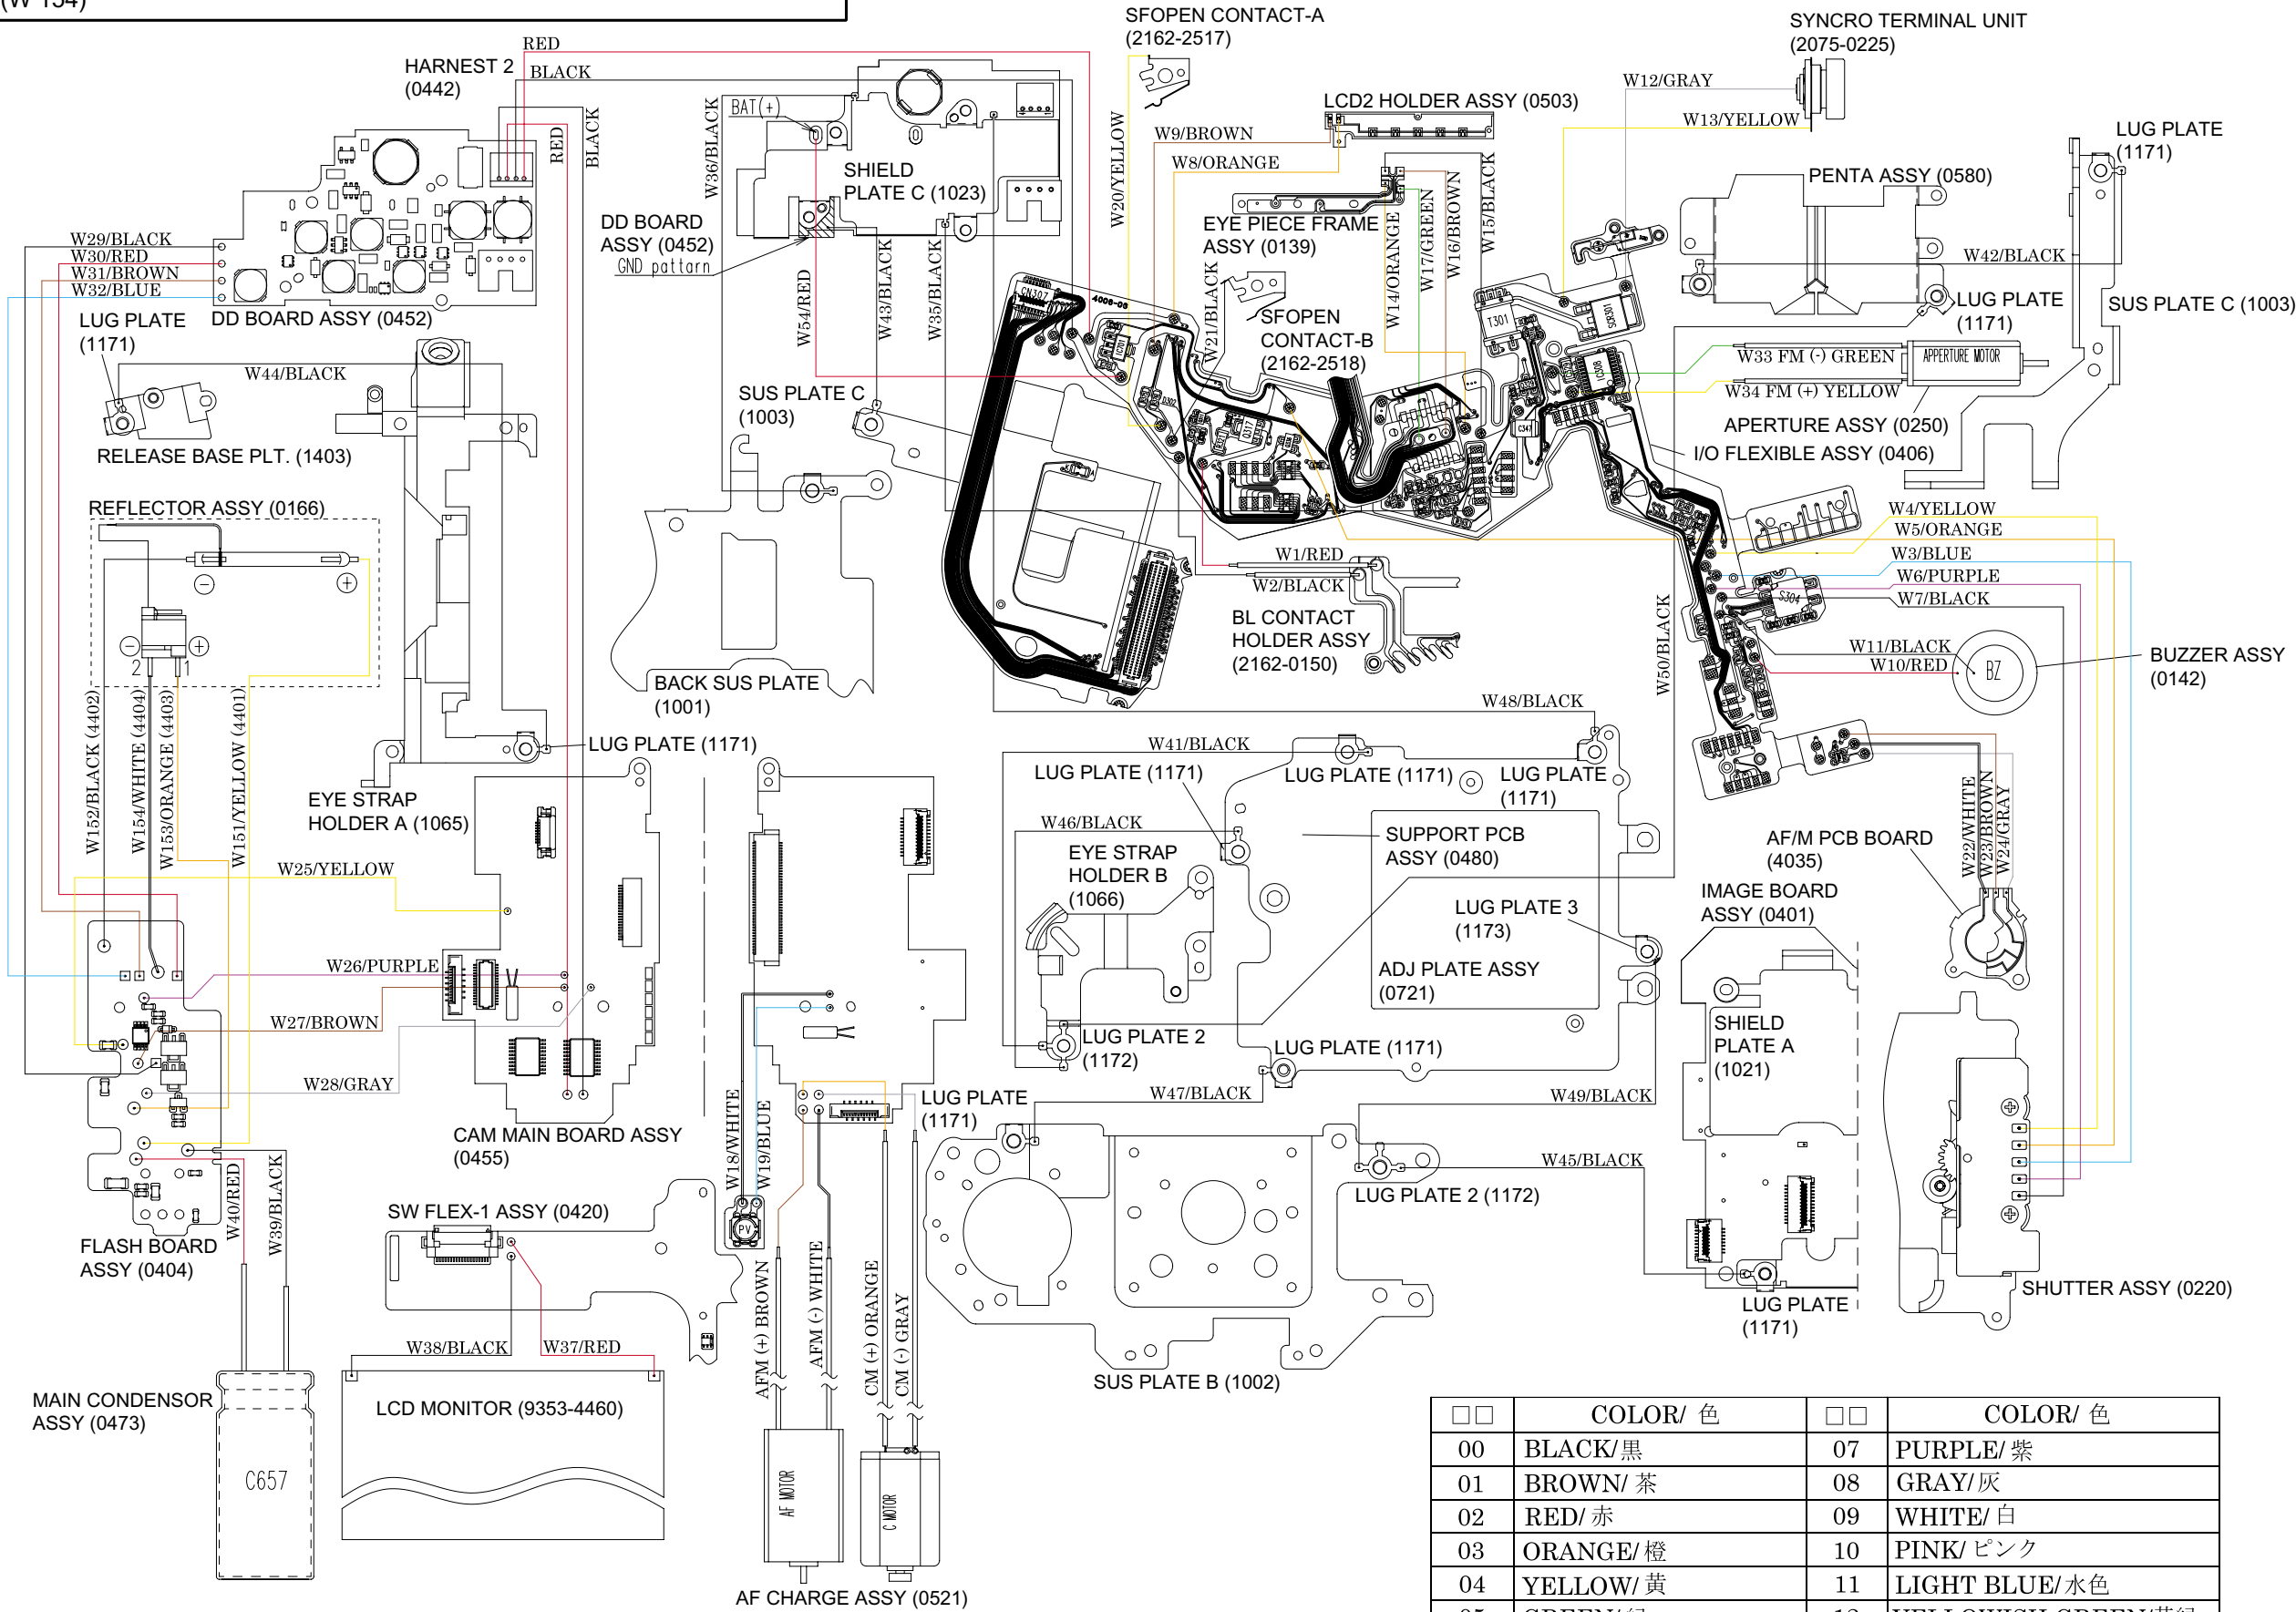 (W 154)
SFOPEN CONTACT-A
(2162-2517)
SYNCRO TERMINAL UNIT
(2075-0225)
RED
HARNEST 2
(0442)
BLACK
W12/GRAY
BAT(+)
LCD2 HOLDER ASSY (0503)
W13/YELLOW
LUG PLATE
(1171)
RED
BLACK
W36/BLACK
W20/YELLOW
W9/BROWN
W8/ORANGE
SHIELD
PLATE C (1023)
PENTA ASSY (0580)
DD BOARD
ASSY (0452)
GND pattarn
EYE PIECE FRAME
ASSY (0139)
W14/ORANGE
W17/GREEN
W16/BROWN
W15/BLACK
W29/BLACK
W30/RED
W31/BROWN
W32/BLUE
W42/BLACK
W54/RED
W43/BLACK
W35/BLACK
CN307
4006-06
W21/BLACK
SFOPEN
CONTACT-B
(2162-2518)
T301
SCR301
LUG PLATE
(1171)
SUS PLATE C (1003)
DD BOARD ASSY (0452)
LUG PLATE
(1171)
W44/BLACK
IC701
IC301
W33 FM (-) GREEN
APPERTURE MOTOR
W34 FM (+) YELLOW
SUS PLATE C
(1003)
D302
Q317
C347
APERTURE ASSY (0250)
I/O FLEXIBLE ASSY (0406)
RELEASE BASE PLT. (1403)
REFLECTOR ASSY (0166)
W4/YELLOW
W5/ORANGE
W3/BLUE
W6/PURPLE
W7/BLACK
S304
W1/RED
W2/BLACK
BL CONTACT
HOLDER ASSY
(2162-0150)
W50/BLACK
W11/BLACK
W10/RED
BZ
BUZZER ASSY
(0142)
2
1
BACK SUS PLATE
(1001)
W48/BLACK
W152/BLACK (4402)
W154/WHITE (4404)
W153/ORANGE (4403)
W151/YELLOW (4401)
LUG PLATE (1171)
W41/BLACK
LUG PLATE (1171)
LUG PLATE (1171)
LUG PLATE
(1171)
EYE STRAP
HOLDER A (1065)
W46/BLACK
EYE STRAP
HOLDER B
(1066)
SUPPORT PCB
ASSY (0480)
W22/WHITE
W23/BROWN
W24/GRAY
AF/M PCB BOARD
(4035)
IMAGE BOARD
ASSY (0401)
W25/YELLOW
LUG PLATE 3
(1173)
W26/PURPLE
ADJ PLATE ASSY
(0721)
W27/BROWN
SHIELD
PLATE A
(1021)
LUG PLATE 2
(1172)
LUG PLATE (1171)
W28/GRAY
W47/BLACK
W49/BLACK
LUG PLATE
(1171)
CAM MAIN BOARD ASSY
(0455)
W18/WHITE
W19/BLUE
W45/BLACK
W40/RED
W39/BLACK
LUG PLATE 2 (1172)
SW FLEX-1 ASSY (0420)
PV
FLASH BOARD
ASSY (0404)
AFM (+) BROWN
AFM (-) WHITE
CM (+) ORANGE
CM (-) GRAY
SHUTTER ASSY (0220)
LUG PLATE
(1171)
W38/BLACK
W37/RED
SUS PLATE B (1002)
MAIN CONDENSOR
ASSY (0473)
LCD MONITOR (9353-4460)
C657
AF MOTOR
C MOTOR
AF CHARGE ASSY (0521)
□□ COLOR/ 色 □□ COLOR/ 色
00 BLACK/黒 07 PURPLE/紫
01 BROWN/ 茶 08 GRAY/灰
02 RED/ 赤 09 WHITE/白
03 ORANGE/橙 10 PINK/ピンク
04 YELLOW/ 黄 11 LIGHT BLUE/水色